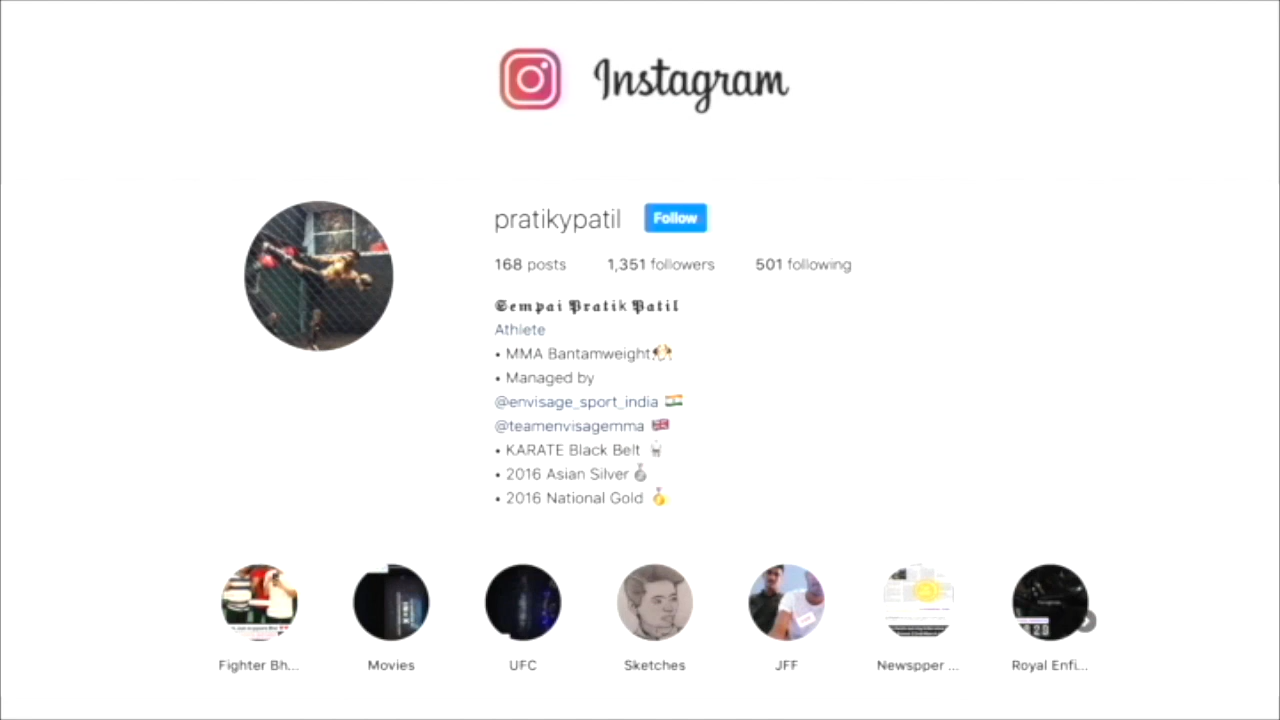 Instagram
pratikypatil Follow
168 posts 1,351 followers 501 following
𝕾𝖊𝖒𝖕𝖆𝖎 𝕻𝖗𝖆𝖙𝖎𝖐 𝕻𝖆𝖙𝖎𝖑
Athlete
• MMA Bantamweight
• Managed by
@envisage_sport_india 🇮🇳
@teamenvisagemma 🇬🇧
• KARATE Black Belt 🥋
• 2016 Asian Silver 🥈
• 2016 National Gold 🥇
Fighter Bh... Movies UFC Sketches JFF Newspper ... Royal Enfi...